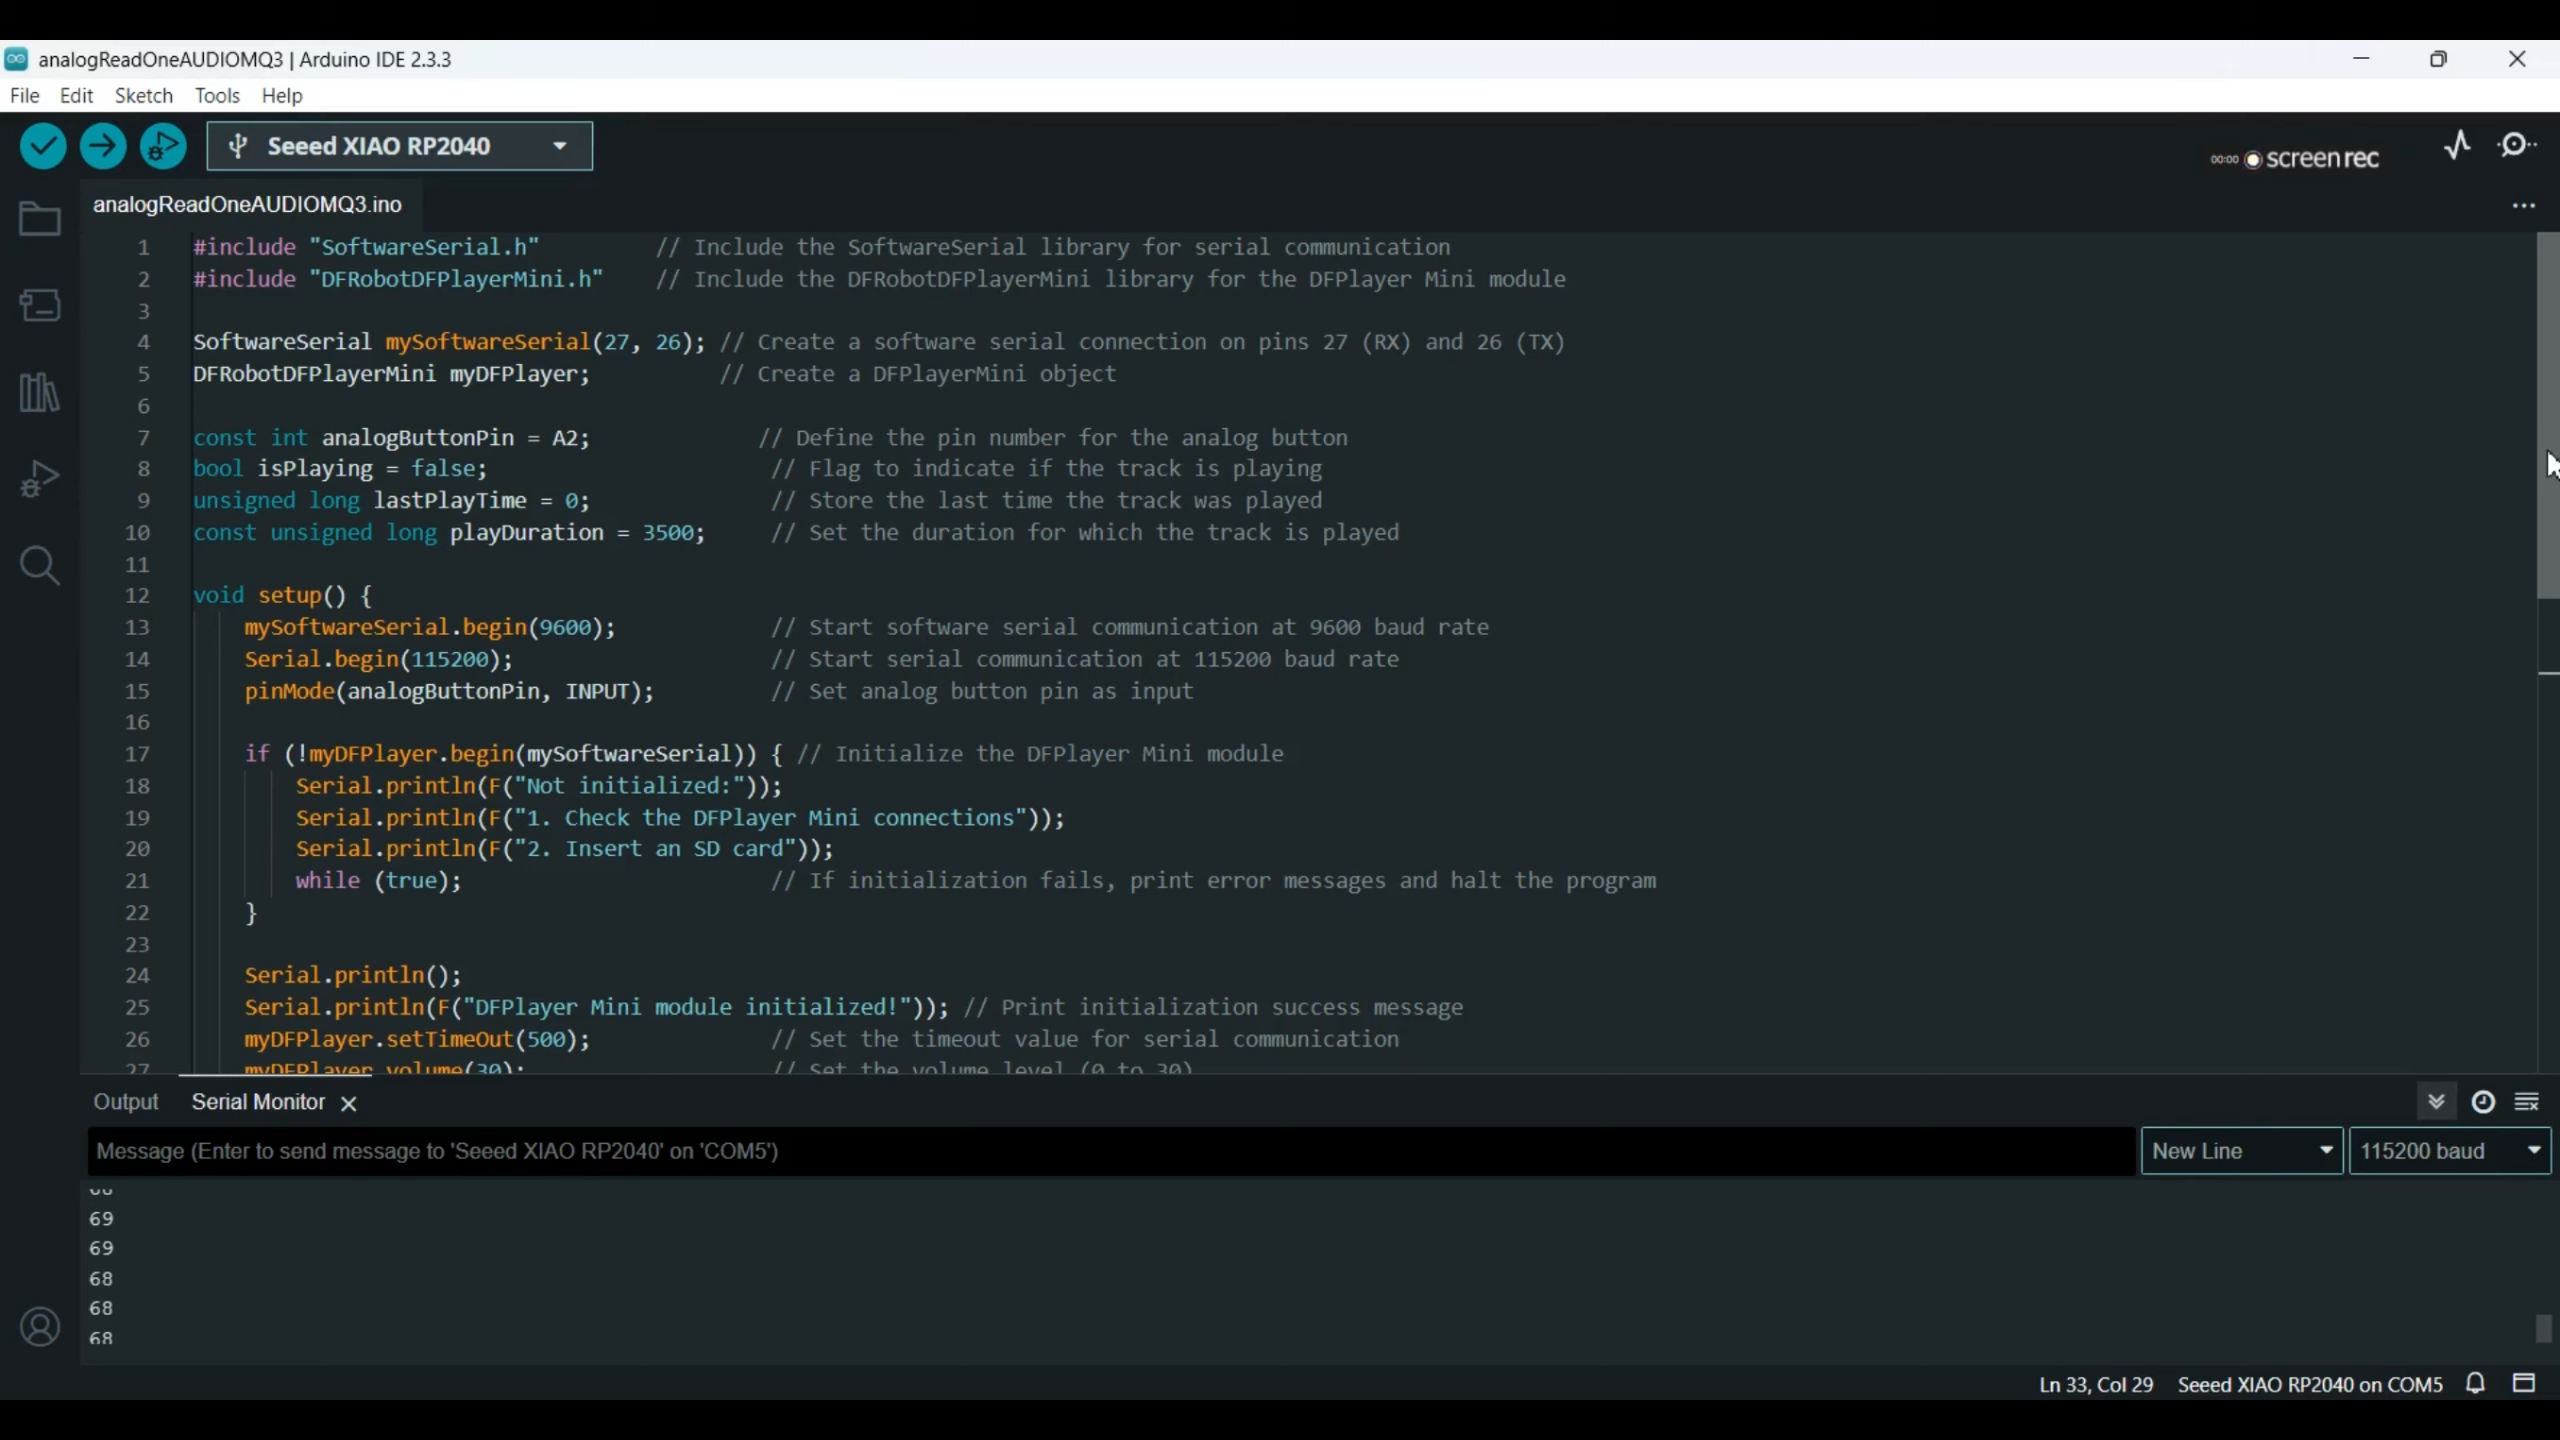 analogReadOneAUDIOMQ3 | Arduino IDE 2.3.3
File Edit Sketch Tools Help
Seeed XIAO RP2040
00:00 screenrec
analogReadOneAUDIOMQ3.ino
1 #include "SoftwareSerial.h" // Include the SoftwareSerial library for serial communication
2 #include "DFRobotDFPlayerMini.h" // Include the DFRobotDFPlayerMini library for the DFPlayer Mini module
3
4 SoftwareSerial mySoftwareSerial(27, 26); // Create a software serial connection on pins 27 (RX) and 26 (TX)
5 DFRobotDFPlayerMini myDFPlayer; // Create a DFPlayerMini object
6
7 const int analogButtonPin = A2; // Define the pin number for the analog button
8 bool isPlaying = false; // Flag to indicate if the track is playing
9 unsigned long lastPlayTime = 0; // Store the last time the track was played
10 const unsigned long playDuration = 3500; // Set the duration for which the track is played
11
12 void setup() {
13 mySoftwareSerial.begin(9600); // Start software serial communication at 9600 baud rate
14 Serial.begin(115200); // Start serial communication at 115200 baud rate
15 pinMode(analogButtonPin, INPUT); // Set analog button pin as input
16
17 if (!myDFPlayer.begin(mySoftwareSerial)) { // Initialize the DFPlayer Mini module
18 Serial.println(F("Not initialized:"));
19 Serial.println(F("1. Check the DFPlayer Mini connections"));
20 Serial.println(F("2. Insert an SD card"));
21 while (true); // If initialization fails, print error messages and halt the program
22 }
23
24 Serial.println();
25 Serial.println(F("DFPlayer Mini module initialized!")); // Print initialization success message
26 myDFPlayer.setTimeOut(500); // Set the timeout value for serial communication
27 myDFPlayer.volume(30); // Set the volume level (0 to 30)
Output Serial Monitor
Message (Enter to send message to 'Seeed XIAO RP2040' on 'COM5') New Line 115200 baud
69
69
68
68
68
Ln 33, Col 29 Seeed XIAO RP2040 on COM5